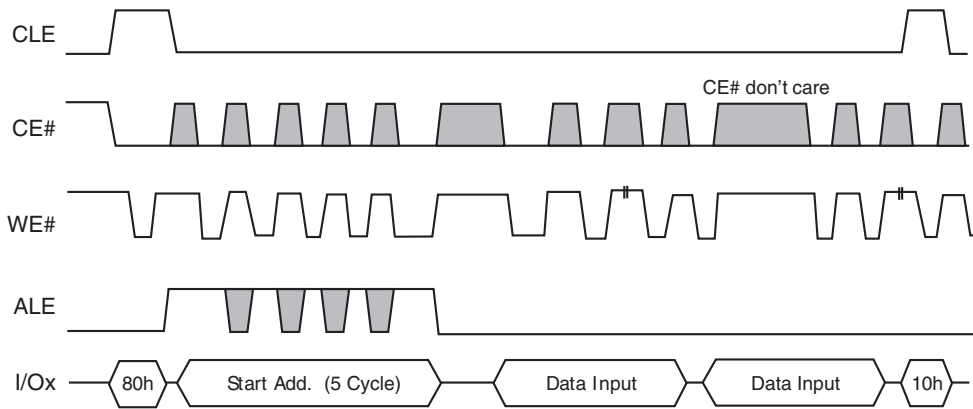 CLE
CE# don't care
CE#
WE#
ALE
I/Ox 80h Start Add. (5 Cycle) Data Input Data Input 10h